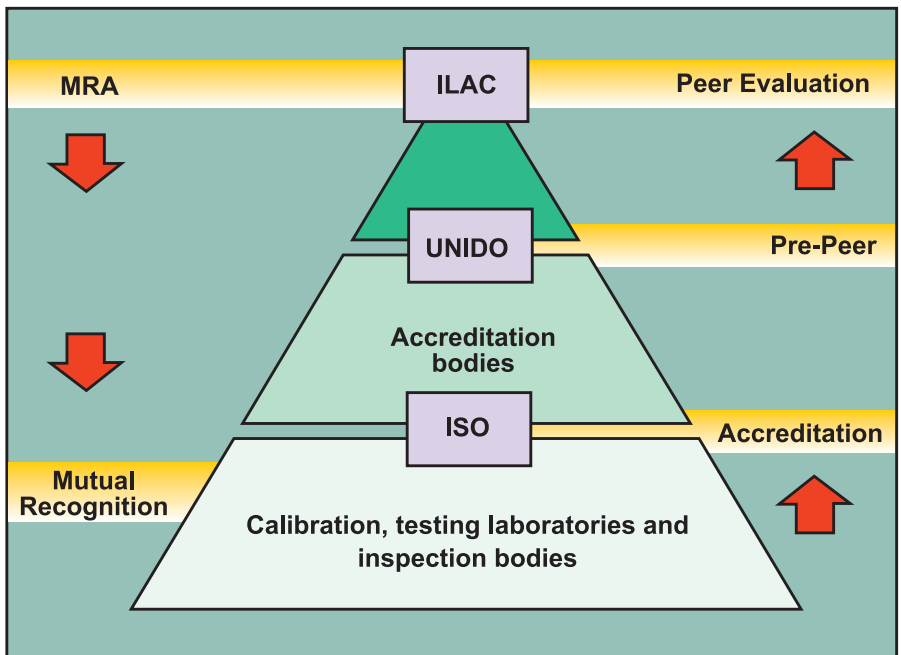 MRA
ILAC
Peer Evaluation
UNIDO
Pre-Peer
Accreditation
bodies
ISO
Accreditation
Mutual
Recognition
Calibration, testing laboratories and
inspection bodies